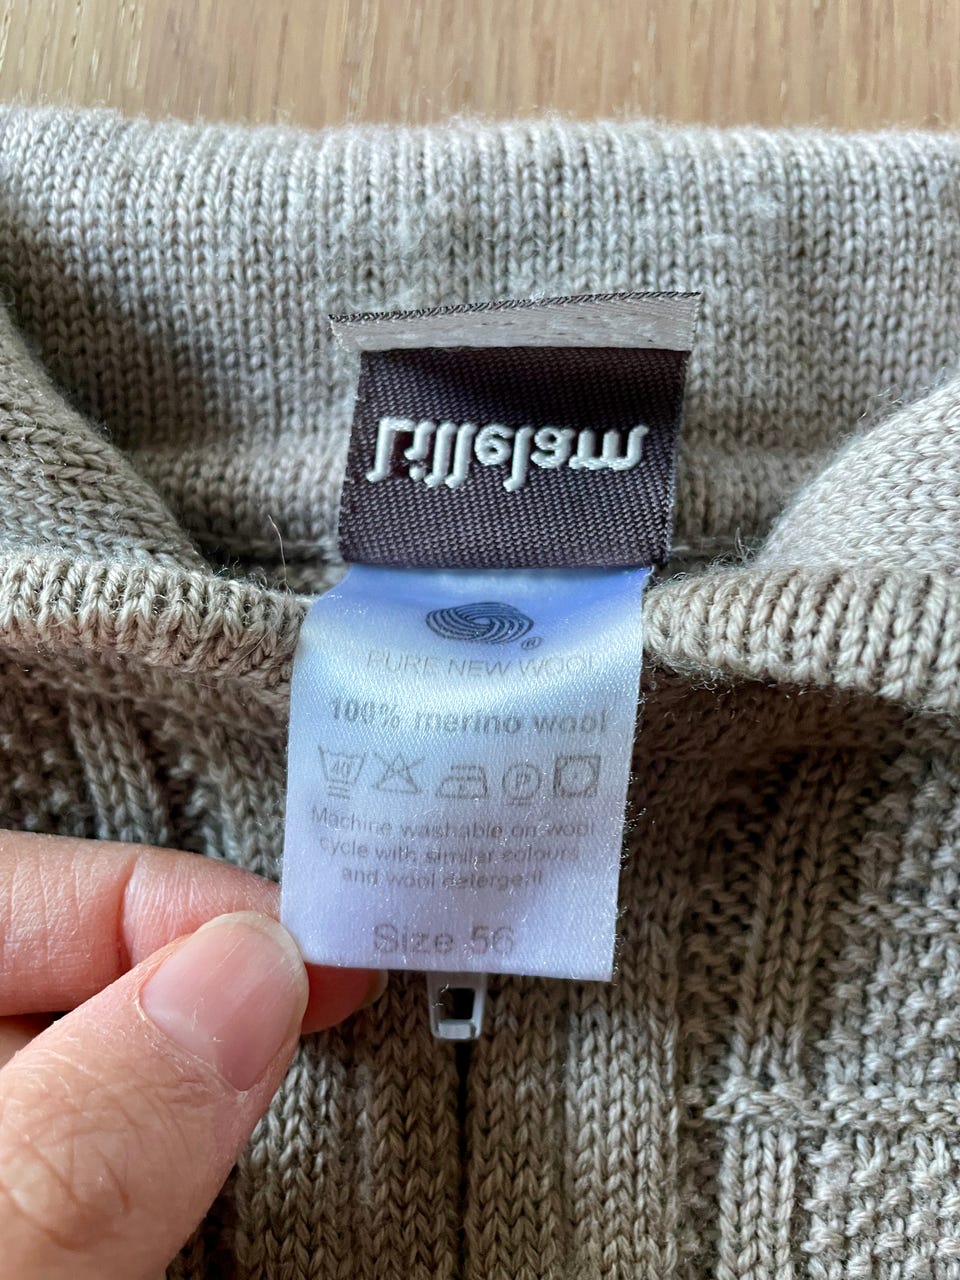 Lillelam
PURE NEW WOOL
100% merino wool
40 P
Machine washable on wool
cycle with similar colours
and wool detergent
Size 56